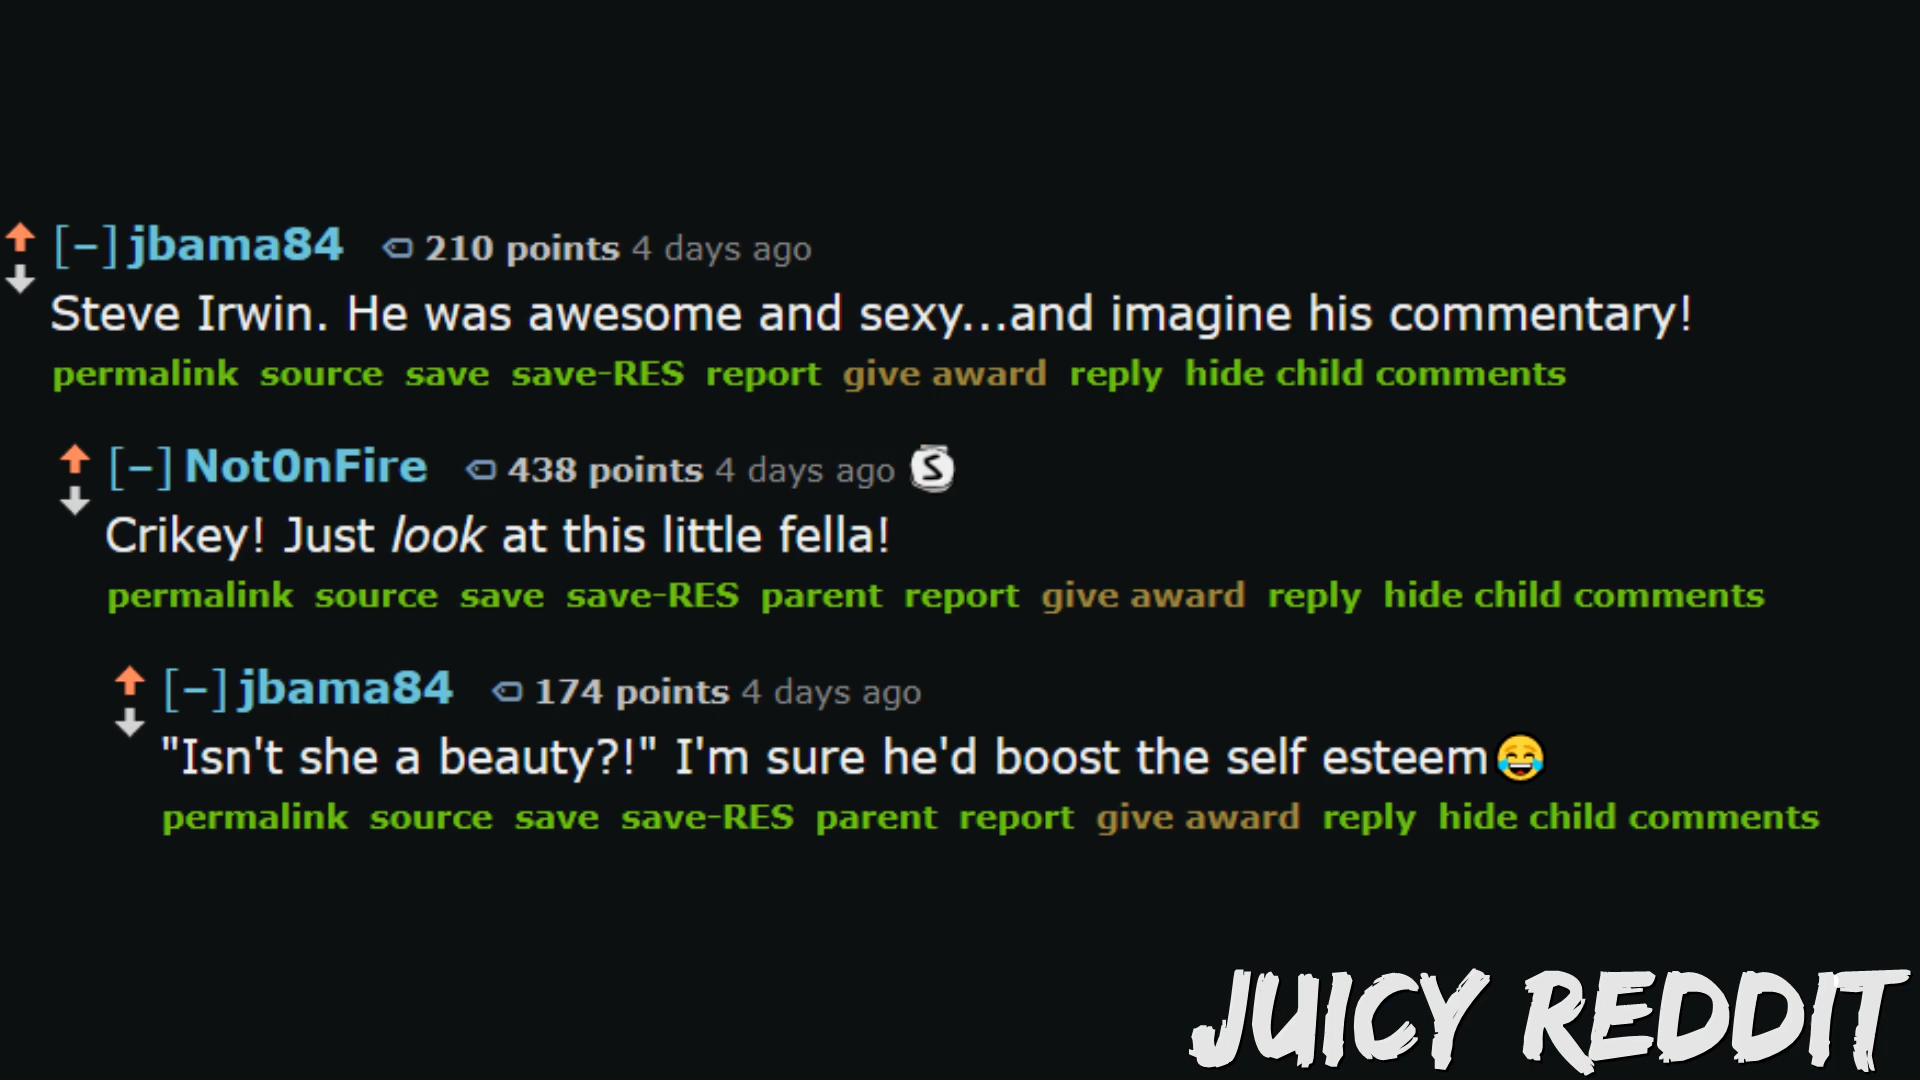 [–] jbama84 210 points 4 days ago
Steve Irwin. He was awesome and sexy...and imagine his commentary!
permalink source save save-RES report give award reply hide child comments
[–] Not0nFire 438 points 4 days ago S
Crikey! Just look at this little fella!
permalink source save save-RES parent report give award reply hide child comments
[–] jbama84 174 points 4 days ago
"Isn't she a beauty?!" I'm sure he'd boost the self esteem😂
permalink source save save-RES parent report give award reply hide child comments
JUICY REDDIT